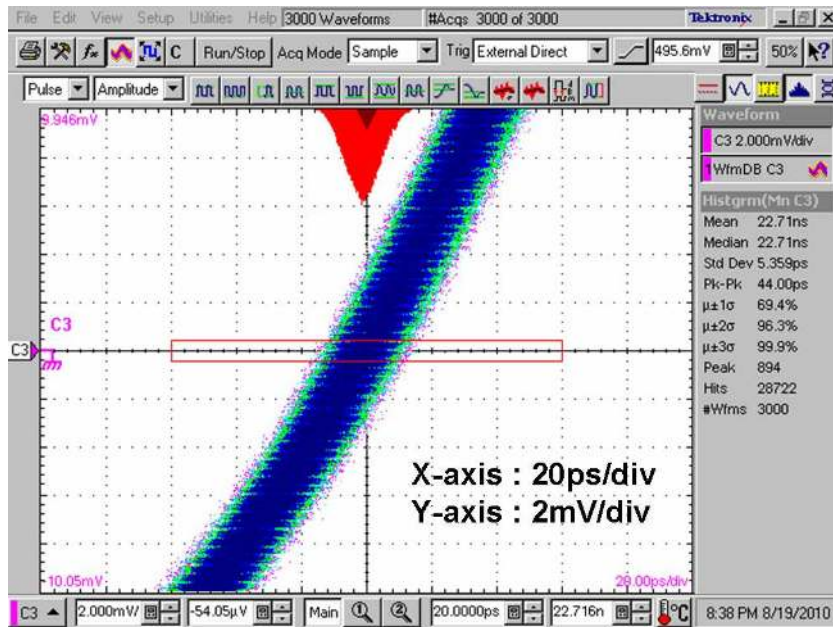 File Edit View Setup Utilities Help 3000 Waveforms #Acqs 3000 of 3000 Tektronix
C Run/Stop Acq Mode Sample Trig External Direct 495.6mV 50%
Pulse Amplitude
9.946mV
Waveform
C3 2.000mV/div
1 WfmDB C3
Histgrm(Mn C3)
Mean 22.71ns
Median 22.71ns
Std Dev 5.359ps
Pk-Pk 44.00ps
µ±1σ 69.4%
µ±2σ 96.3%
µ±3σ 99.9%
Peak 894
Hits 28722
#Wfms 3000
C3
C3
X-axis : 20ps/div
Y-axis : 2mV/div
-10.05mV
C3 2.000mV/ -54.05µV Main 1 2 20.0000ps 22.716n °C 8:38 PM 8/19/2010